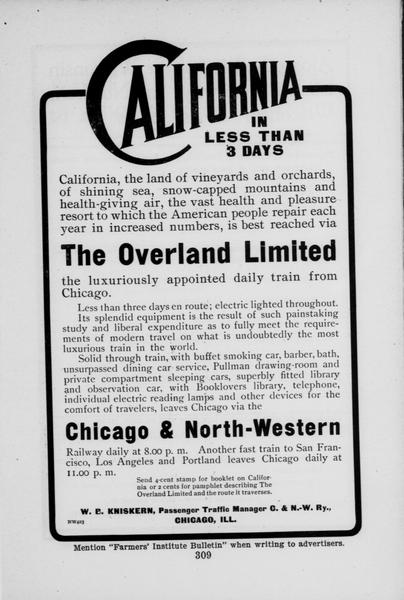 CALIFORNIA
IN
LESS THAN
3 DAYS
California, the land of vineyards and orchards,
of shining sea, snow-capped mountains and
health-giving air, the vast health and pleasure
resort to which the American people repair each
year in increased numbers, is best reached via
The Overland Limited
the luxuriously appointed daily train from
Chicago.
Less than three days en route; electric lighted throughout.
Its splendid equipment is the result of such painstaking
study and liberal expenditure as to fully meet the require-
ments of modern travel on what is undoubtedly the most
luxurious train in the world.
Solid through train, with buffet smoking car, barber, bath,
unsurpassed dining car service, Pullman drawing-room and
private compartment sleeping cars, superbly fitted library
and observation car, with Booklovers library, telephone,
individual electric reading lamps and other devices for the
comfort of travelers, leaves Chicago via the
Chicago & North-Western
Railway daily at 8.00 p. m. Another fast train to San Fran-
cisco, Los Angeles and Portland leaves Chicago daily at
11.00 p. m.
Send 4-cent stamp for booklet on Califor-
nia or 2 cents for pamphlet describing The
Overland Limited and the route it traverses.
W. B. KNISKERN, Passenger Traffic Manager C. & N.-W. Ry.,
NW423 CHICAGO, ILL.
Mention "Farmers' Institute Bulletin" when writing to advertisers.
309